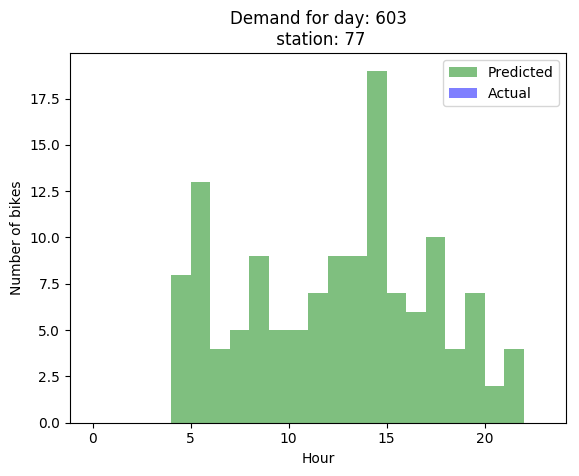 Demand for day: 603
station: 77
Predicted
Actual
17.5
15.0
12.5
10.0
7.5
5.0
2.5
0.0
Number of bikes
0 5 10 15 20
Hour